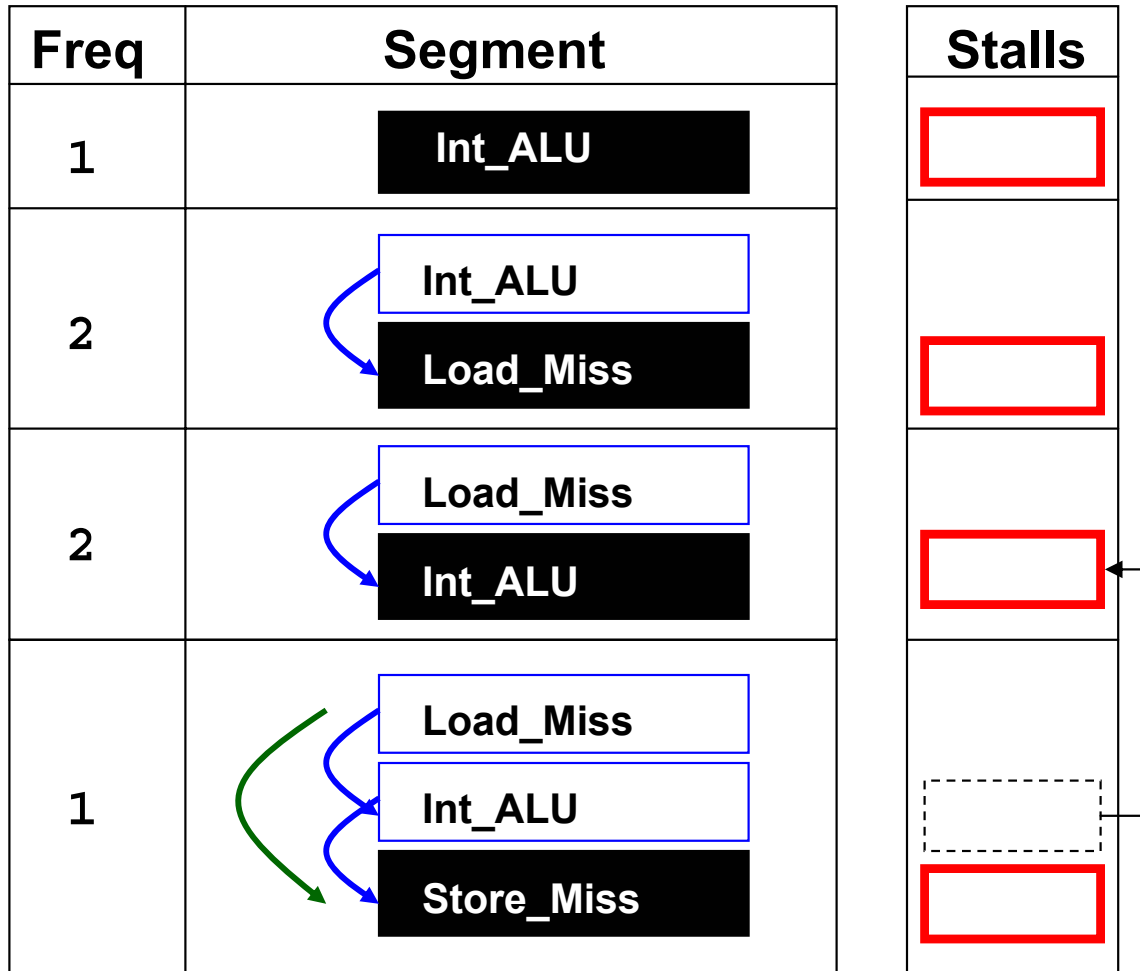 Freq Segment Stalls
1 Int_ALU
2 Int_ALU
Load_Miss
2 Load_Miss
Int_ALU
1 Load_Miss
Int_ALU
Store_Miss